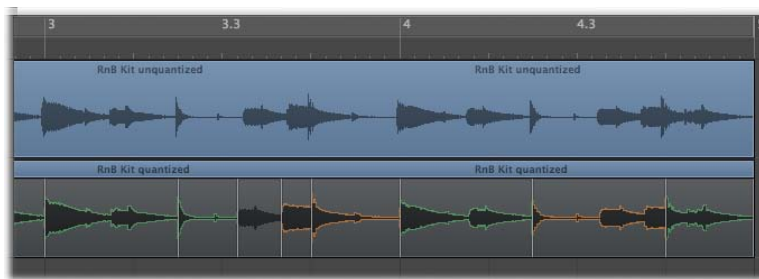 3 3.3 4 4.3
RnB Kit unquantized RnB Kit unquantized
RnB Kit quantized RnB Kit quantized